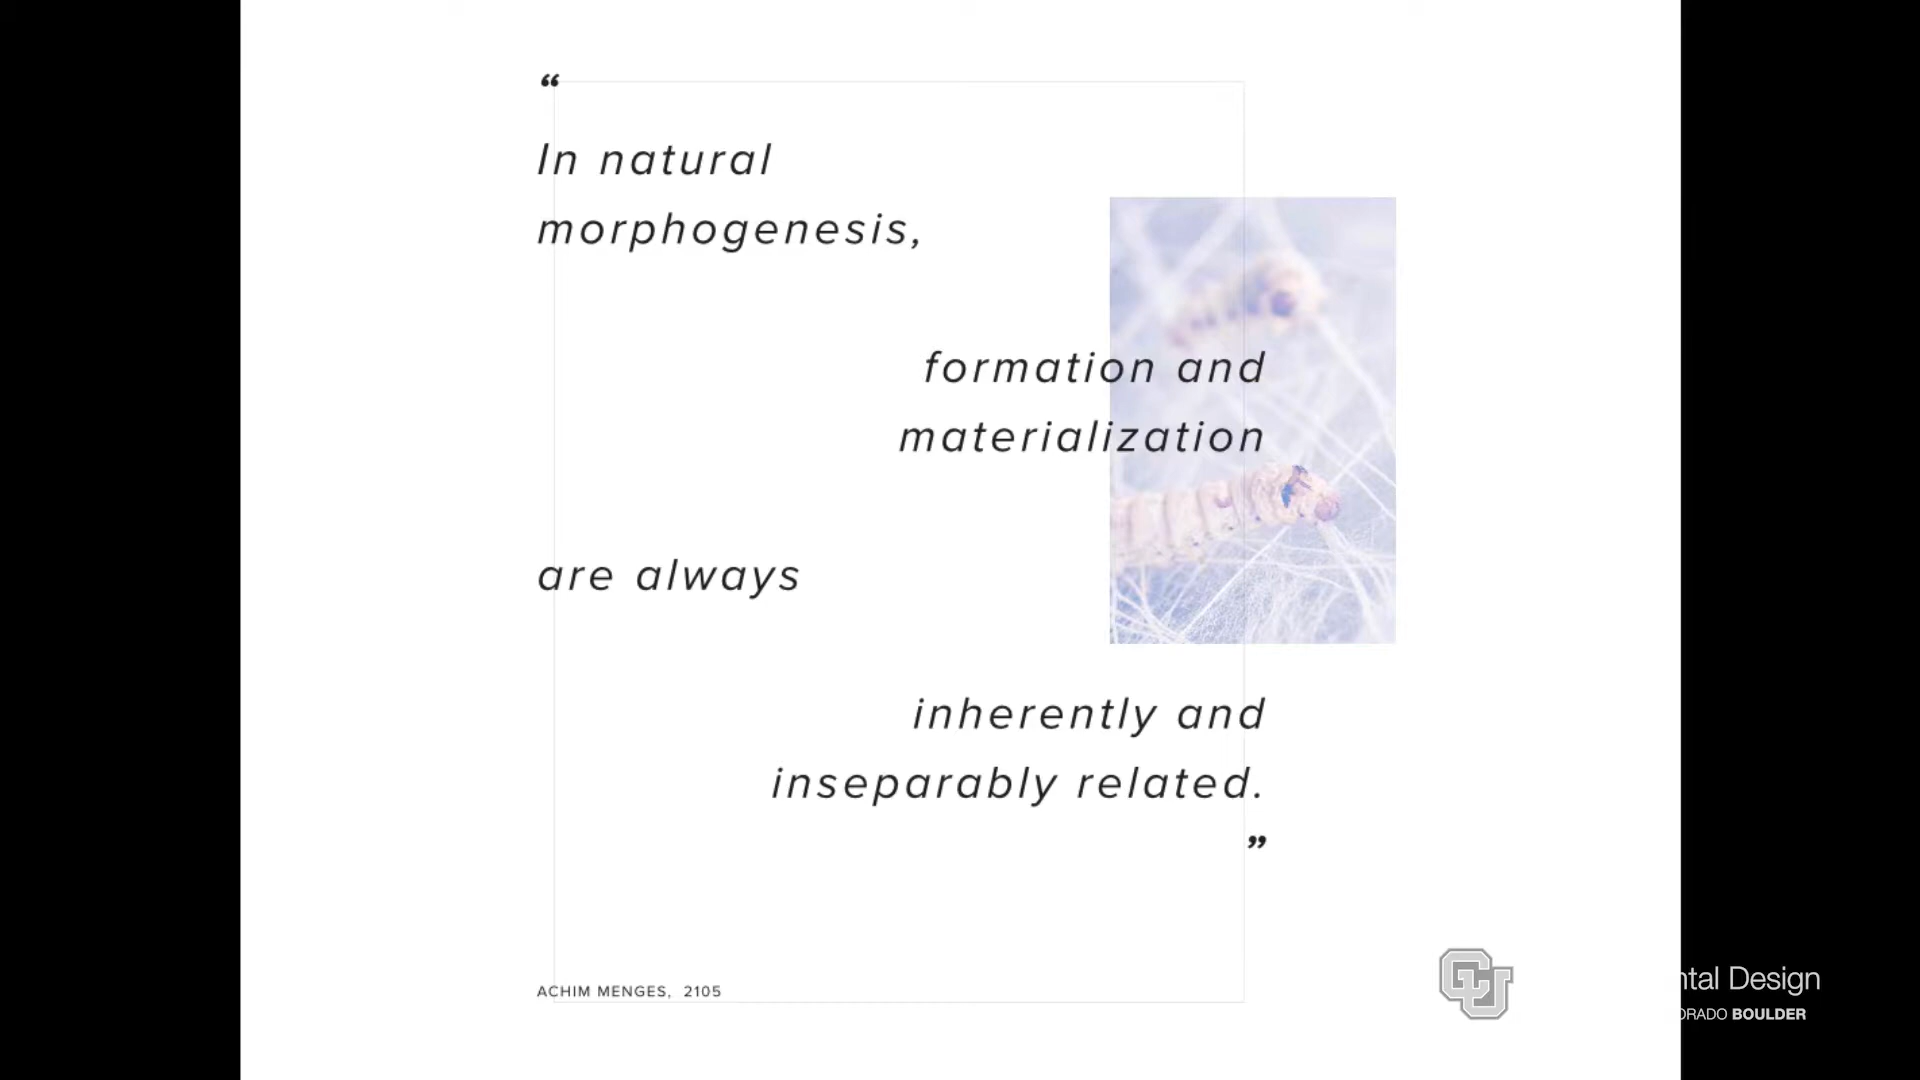 “
In natural
morphogenesis,
formation and
materialization
are always
inherently and
inseparably related.
”
ACHIM MENGES, 2105
CU
ntal Design
ORADO BOULDER